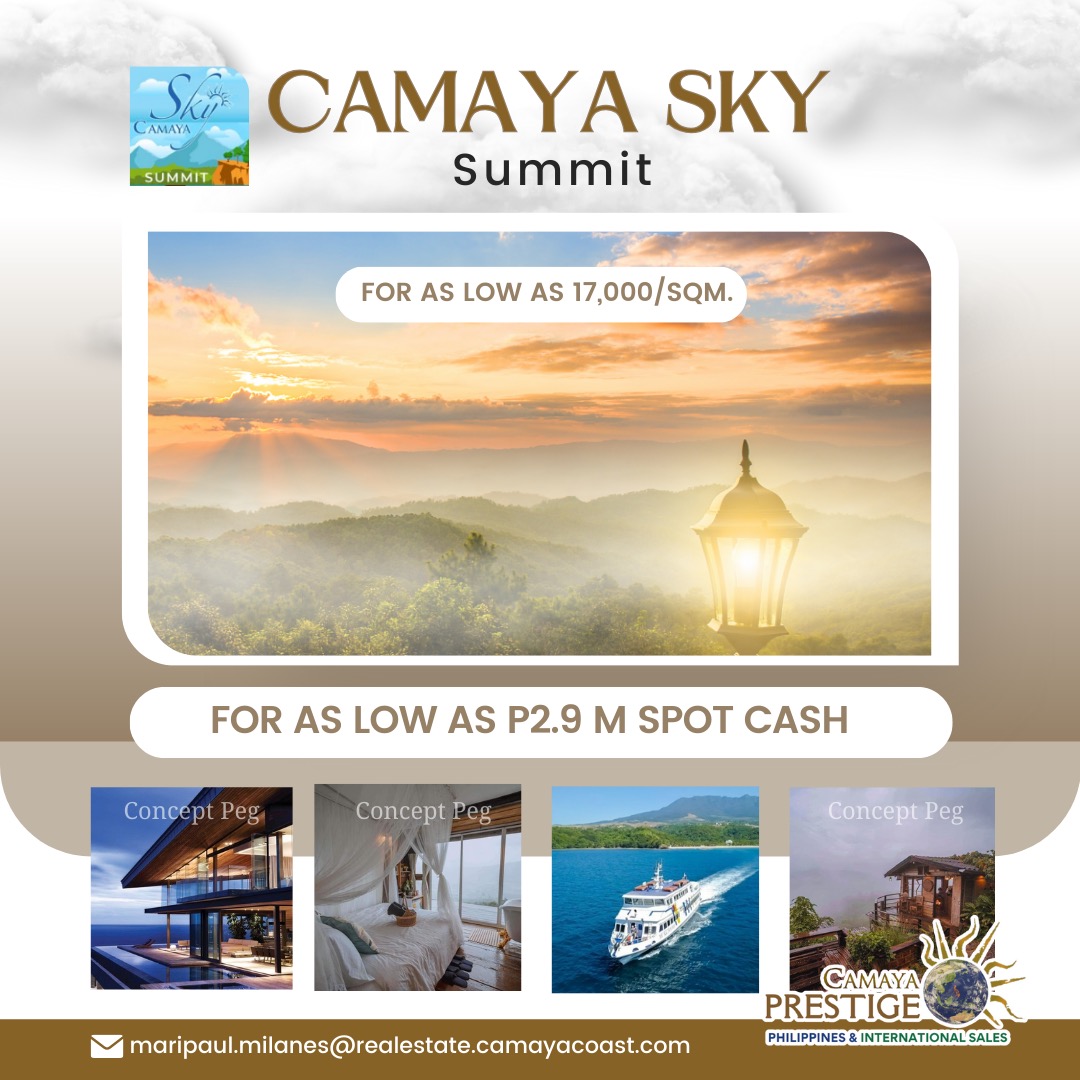 Sky
CAMAYA
SUMMIT
CAMAYA SKY
Summit
FOR AS LOW AS 17,000/SQM.
FOR AS LOW AS P2.9 M SPOT CASH
Concept Peg
Concept Peg
Concept Peg
CAMAYA
PRESTIGE
PHILIPPINES & INTERNATIONAL SALES
maripaul.milanes@realestate.camayacoast.com